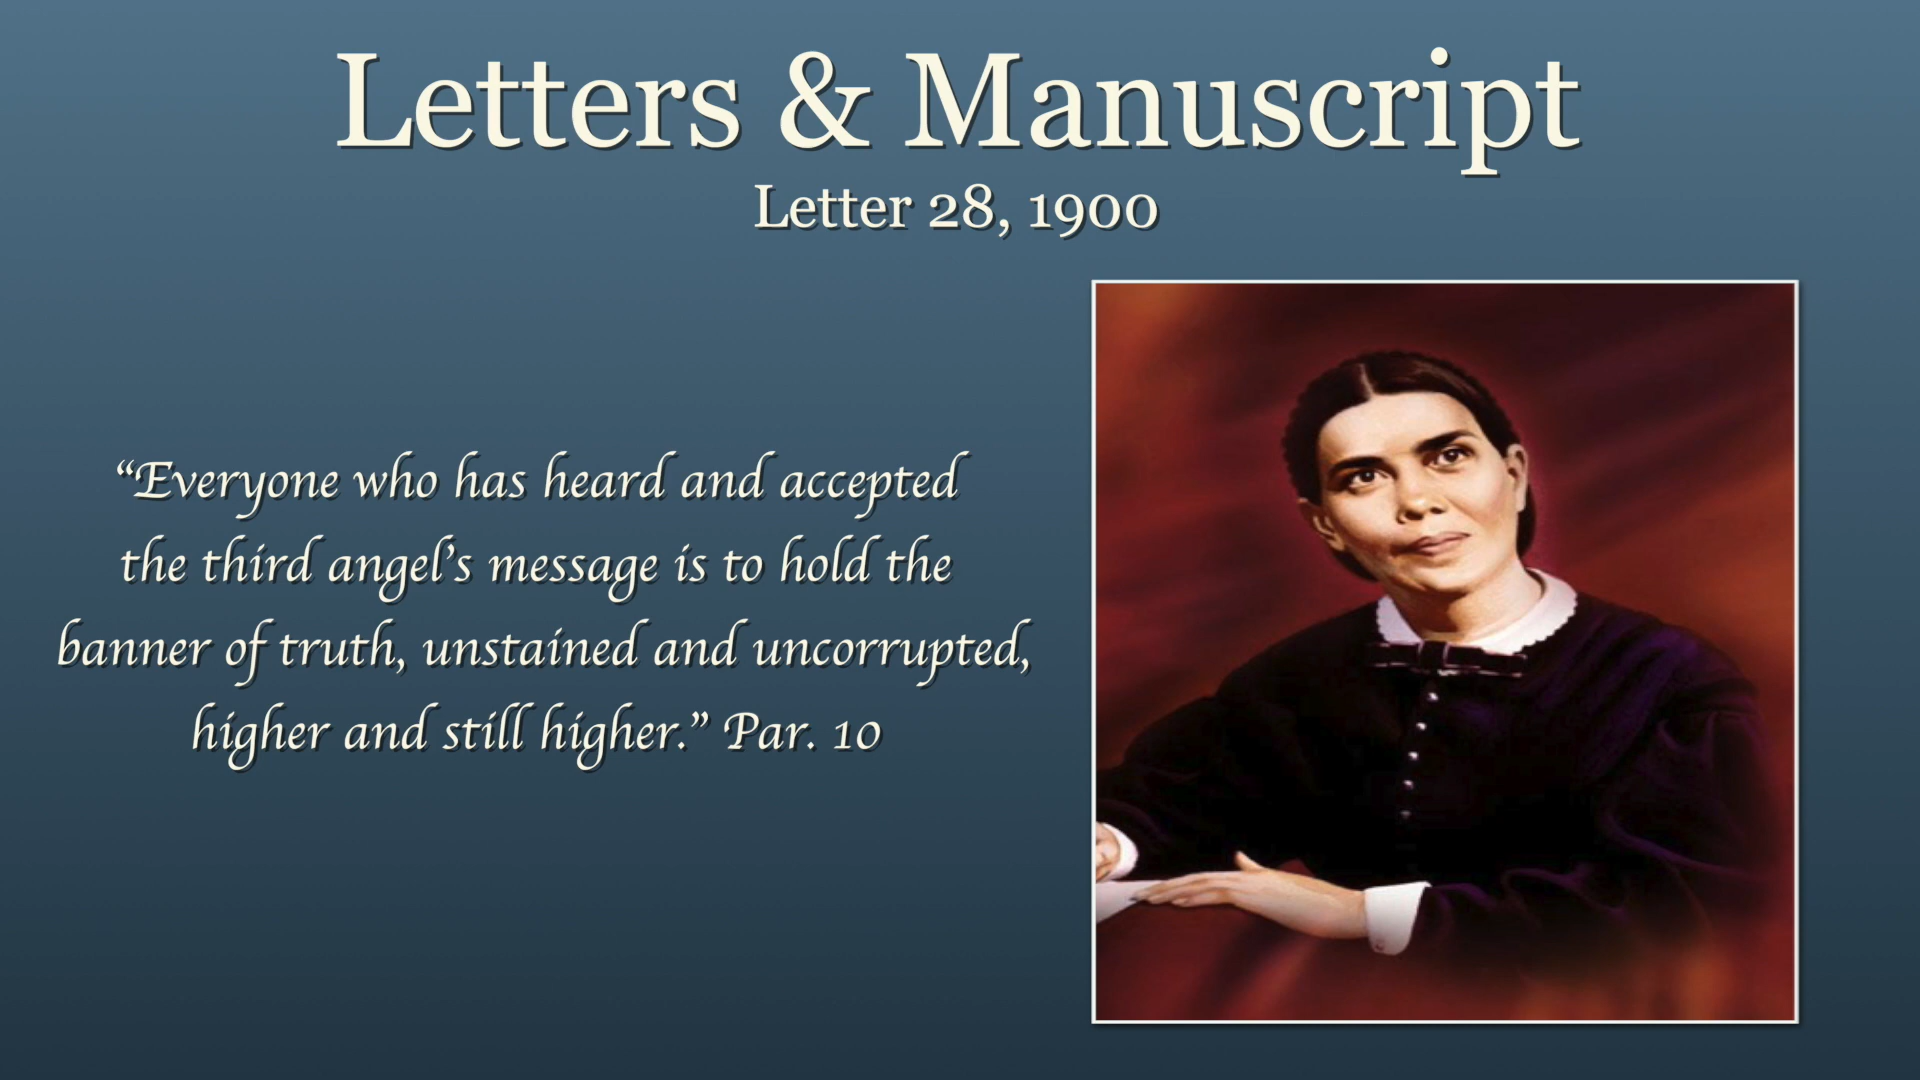 Letters & Manuscript
Letter 28, 1900
“Everyone who has heard and accepted
the third angel’s message is to hold the
banner of truth, unstained and uncorrupted,
higher and still higher.” Par. 10